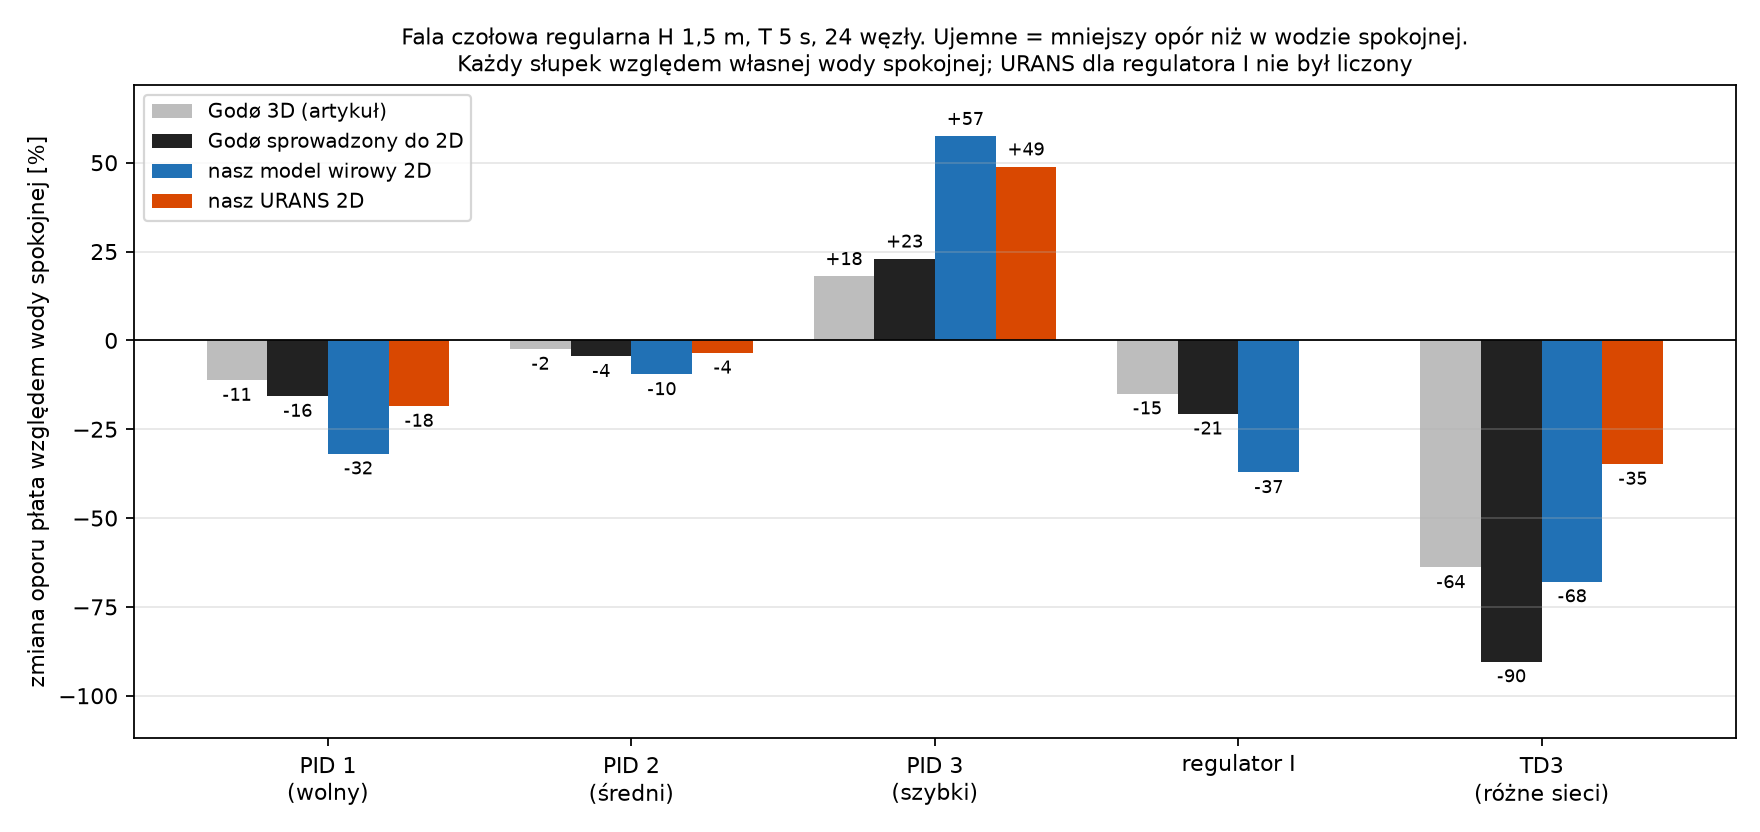 Fala czołowa regularna H 1,5 m, T 5 s, 24 węzły. Ujemne = mniejszy opór niż w wodzie spokojnej.
Każdy słupek względem własnej wody spokojnej; URANS dla regulatora I nie był liczony
zmiana oporu płata względem wody spokojnej [%]
50
25
0
−25
−50
−75
−100
Godø 3D (artykuł)
Godø sprowadzony do 2D
nasz model wirowy 2D
nasz URANS 2D
-11
-16
-32
-18
-2
-4
-10
-4
+18
+23
+57
+49
-15
-21
-37
-64
-90
-68
-35
PID 1
(wolny)
PID 2
(średni)
PID 3
(szybki)
regulator I
TD3
(różne sieci)